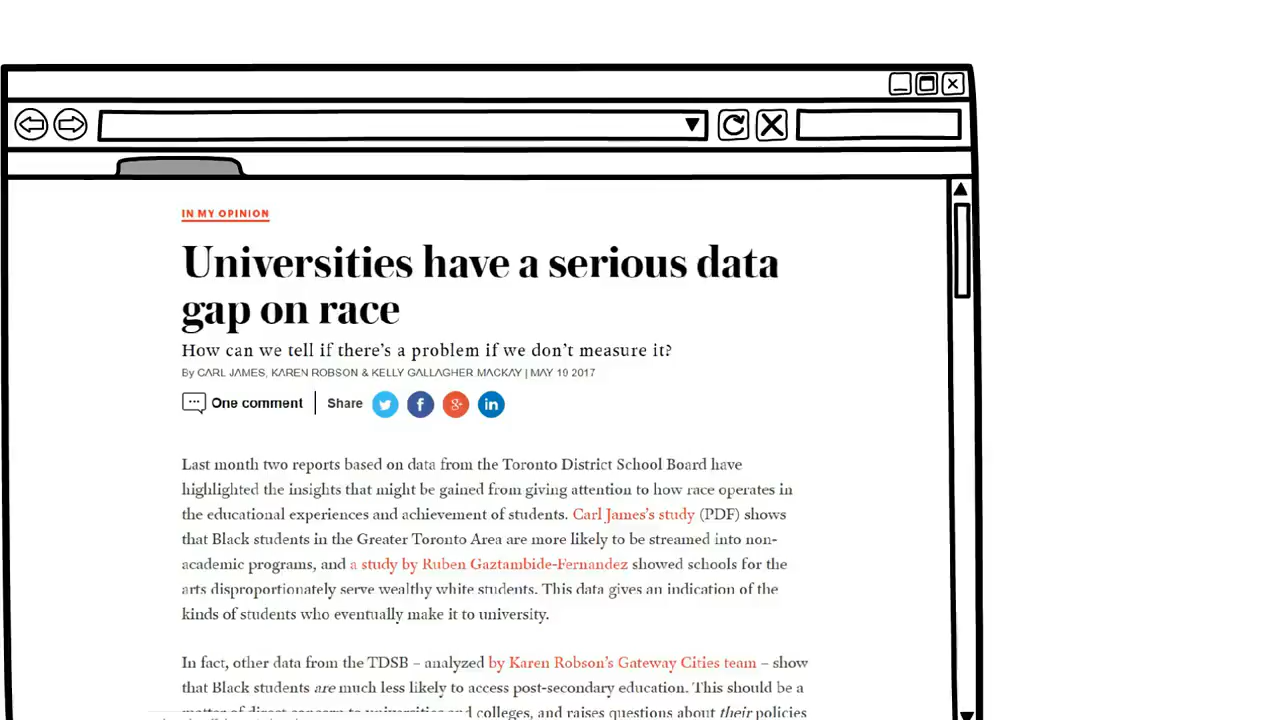 IN MY OPINION
Universities have a serious data
gap on race
How can we tell if there's a problem if we don't measure it?
By CARL JAMES, KAREN ROBSON & KELLY GALLAGHER MACKAY | MAY 19 2017
One comment
Share
Last month two reports based on data from the Toronto District School Board have
highlighted the insights that might be gained from giving attention to how race operates in
the educational experiences and achievement of students. Carl James's study (PDF) shows
that Black students in the Greater Toronto Area are more likely to be streamed into non-
academic programs, and a study by Ruben Gaztambide-Fernandez showed schools for the
arts disproportionately serve wealthy white students. This data gives an indication of the
kinds of students who eventually make it to university.
In fact, other data from the TDSB – analyzed by Karen Robson's Gateway Cities team – show
that Black students are much less likely to access post-secondary education. This should be a
matter of direct concern to universities and colleges, and raises questions about their policies